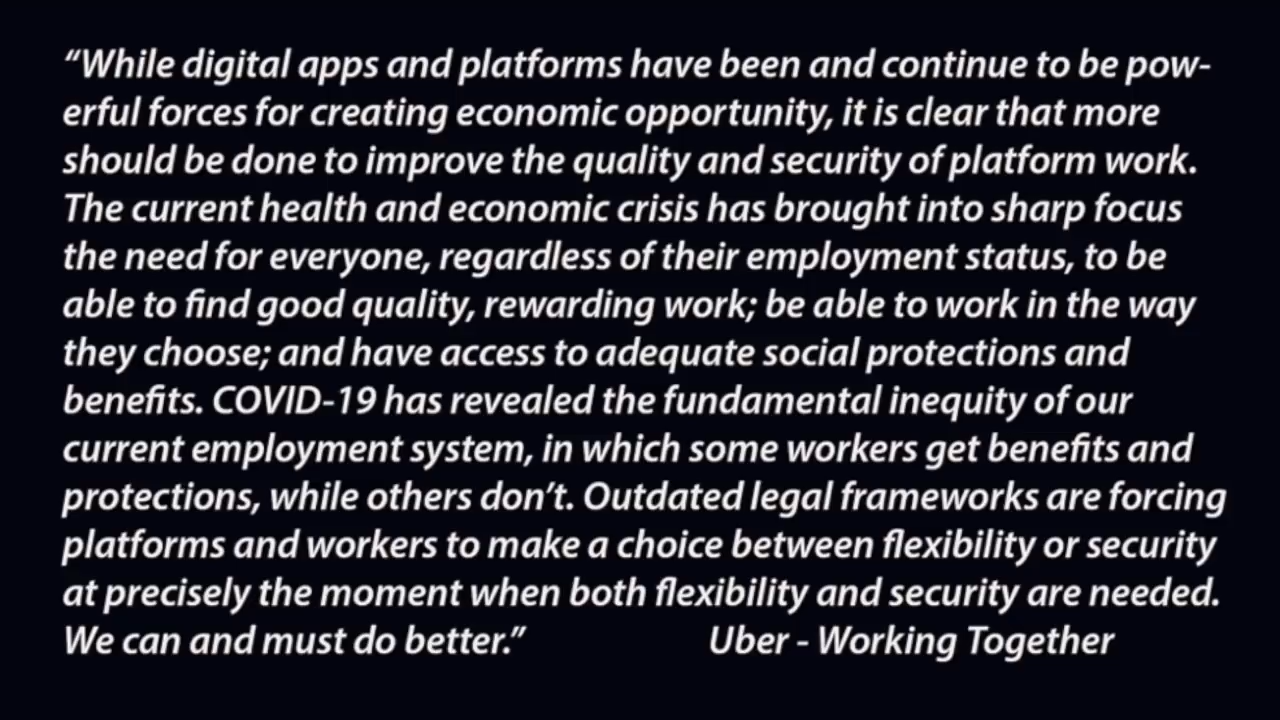 “While digital apps and platforms have been and continue to be pow-
erful forces for creating economic opportunity, it is clear that more
should be done to improve the quality and security of platform work.
The current health and economic crisis has brought into sharp focus
the need for everyone, regardless of their employment status, to be
able to find good quality, rewarding work; be able to work in the way
they choose; and have access to adequate social protections and
benefits. COVID-19 has revealed the fundamental inequity of our
current employment system, in which some workers get benefits and
protections, while others don’t. Outdated legal frameworks are forcing
platforms and workers to make a choice between flexibility or security
at precisely the moment when both flexibility and security are needed.
We can and must do better.” Uber - Working Together